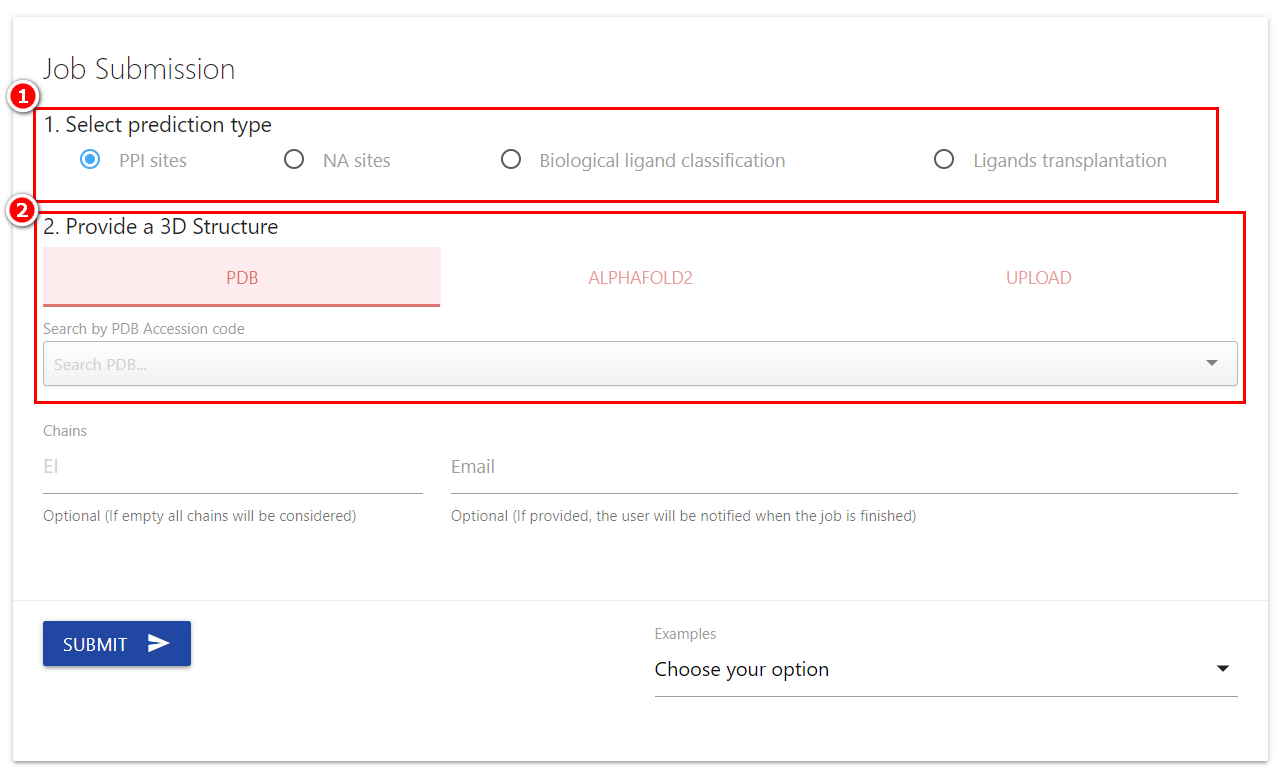 Job Submission
1
1. Select prediction type
PPI sites NA sites Biological ligand classification Ligands transplantation
2
2. Provide a 3D Structure
PDB ALPHAFOLD2 UPLOAD
Search by PDB Accession code
Search PDB...
Chains
EI Email
Optional (If empty all chains will be considered) Optional (If provided, the user will be notified when the job is finished)
SUBMIT
Examples
Choose your option